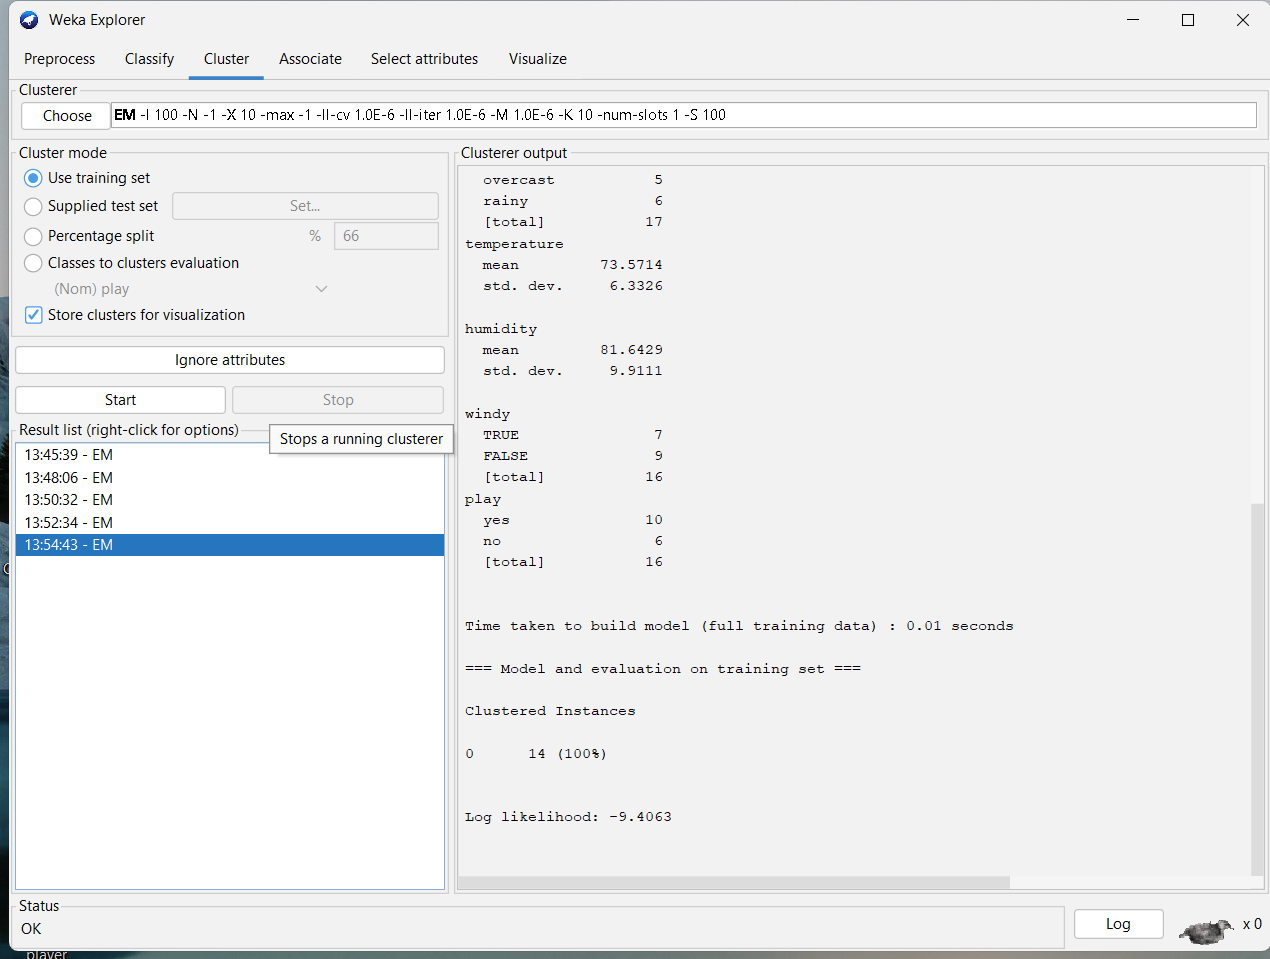 Weka Explorer
Preprocess Classify Cluster Associate Select attributes Visualize
Clusterer
Choose EM -I 100 -N -1 -X 10 -max -1 -ll-cv 1.0E-6 -ll-iter 1.0E-6 -M 1.0E-6 -K 10 -num-slots 1 -S 100
Cluster mode
Use training set
Supplied test set Set...
Percentage split % 66
Classes to clusters evaluation
(Nom) play
Store clusters for visualization
Ignore attributes
Start Stop
Result list (right-click for options)
Stops a running clusterer
13:45:39 - EM
13:48:06 - EM
13:50:32 - EM
13:52:34 - EM
13:54:43 - EM
Clusterer output
overcast 5
rainy 6
[total] 17
temperature
mean 73.5714
std. dev. 6.3326
humidity
mean 81.6429
std. dev. 9.9111
windy
TRUE 7
FALSE 9
[total] 16
play
yes 10
no 6
[total] 16
Time taken to build model (full training data) : 0.01 seconds
=== Model and evaluation on training set ===
Clustered Instances
0 14 (100%)
Log likelihood: -9.4063
Status
OK
Log x 0
player